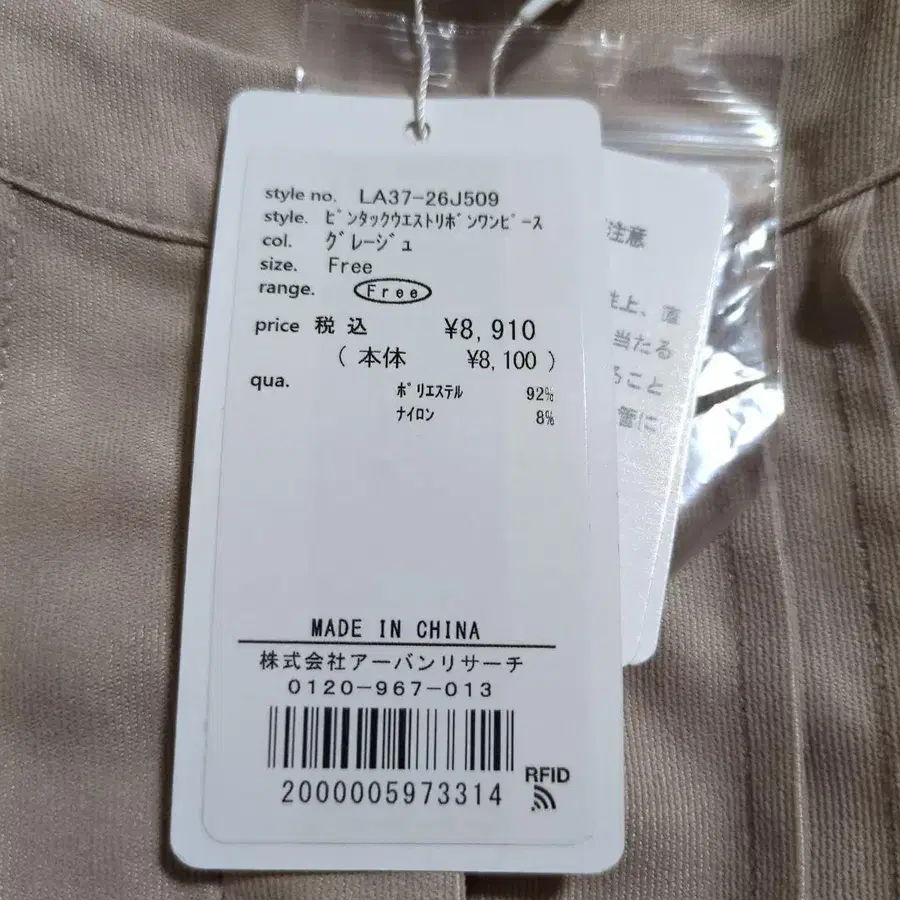 style no. LA37-26J509
style. ﾋﾟﾝﾀｯｸｳｴｽﾄﾘﾎﾞﾝﾜﾝﾋﾟｰｽ
col. ｸﾞﾚｰｼﾞｭ
size. Free
range. Free
price 税込 ¥8,910
( 本体 ¥8,100 )
qua. ﾎﾟﾘｴｽﾃﾙ 92%
ﾅｲﾛﾝ 8%
MADE IN CHINA
株式会社アーバンリサーチ
0120-967-013
2000005973314
RFID
注意
性上、直
当たる
ること
管に